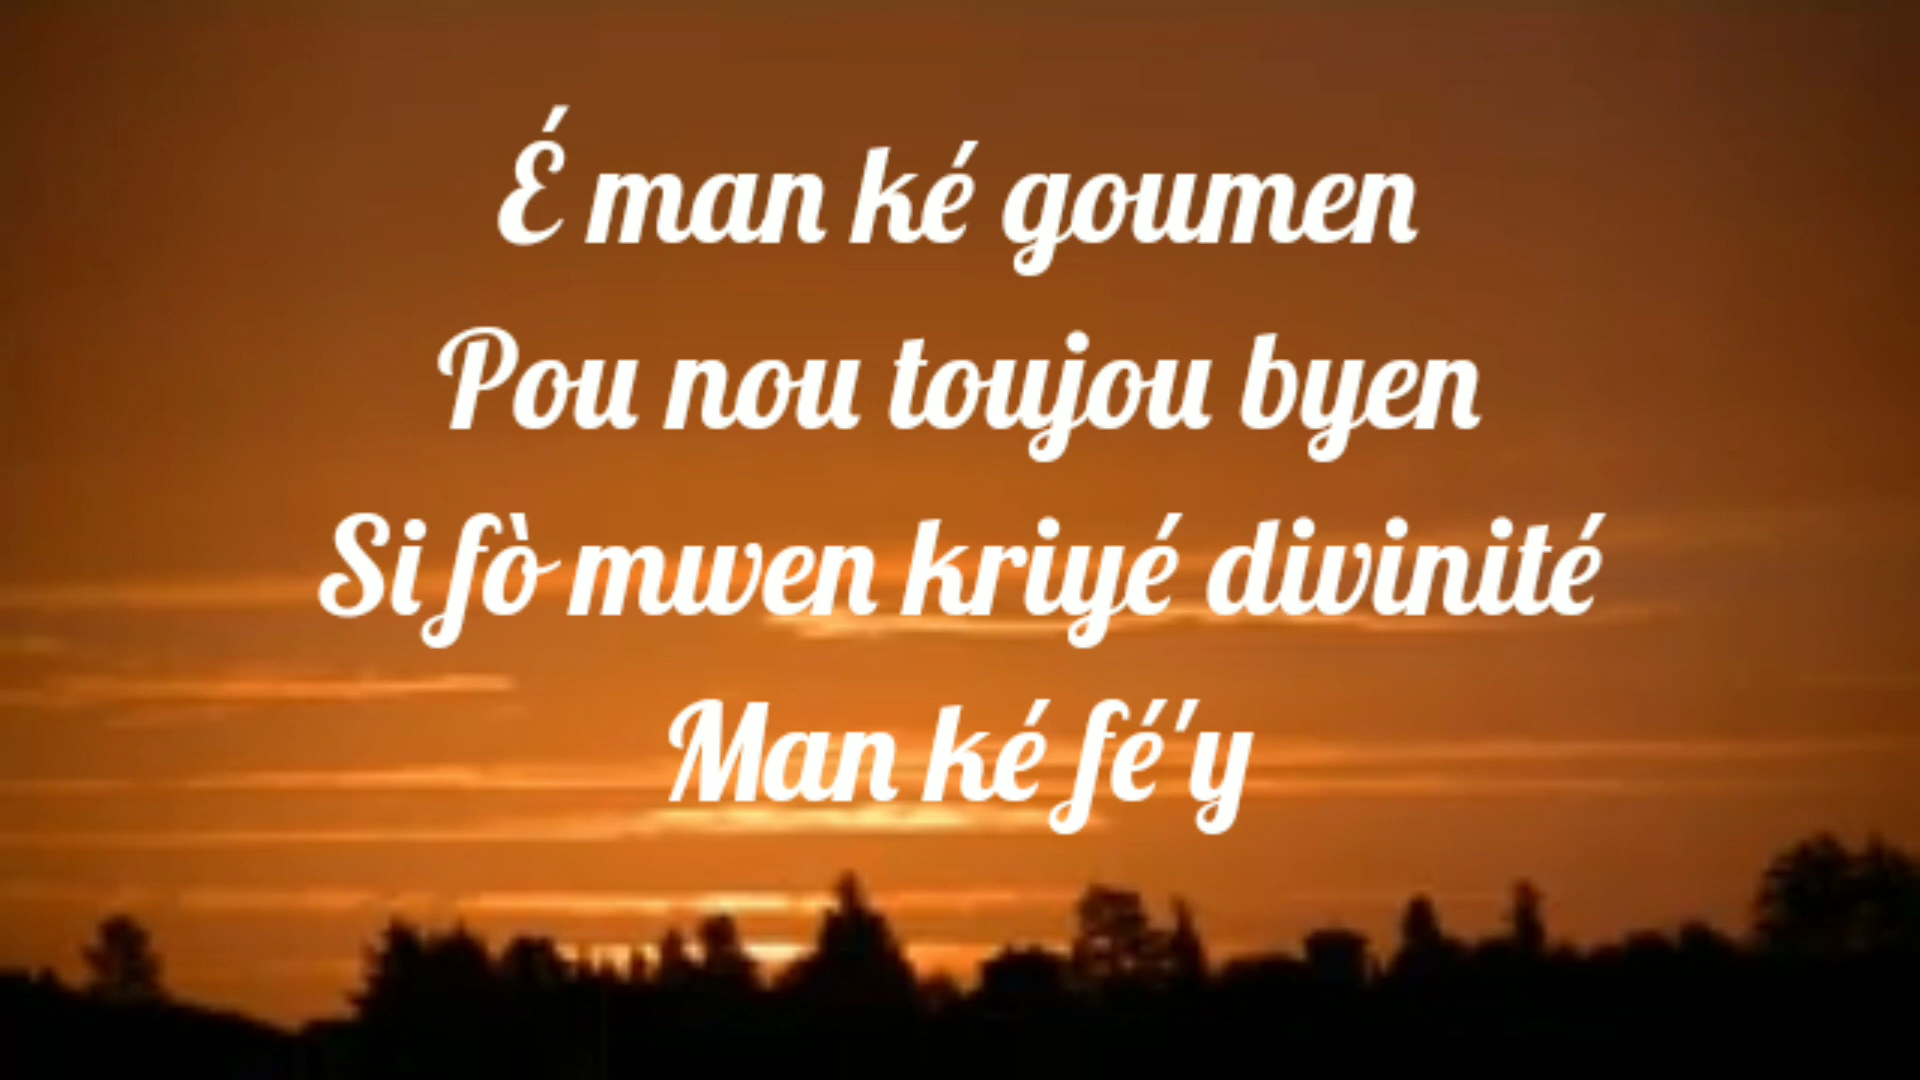 É man ké goumen
Pou nou toujou byen
Si fò mwen kriyé divinité
Man ké fé'y